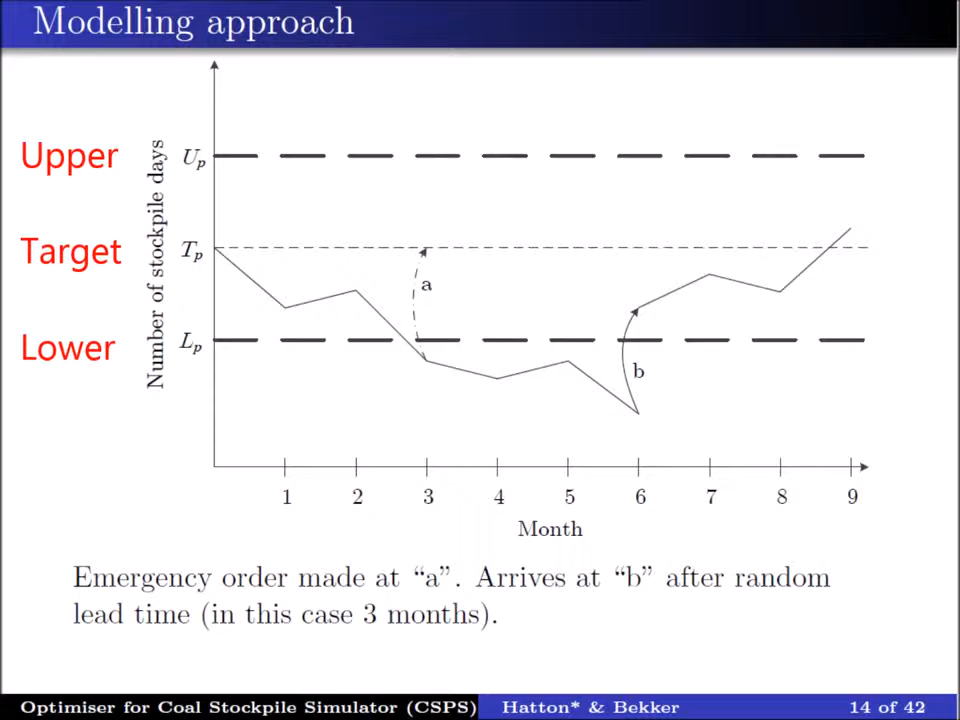 Modelling approach
Upper
Target
Lower
Number of stockpile days
U_p
T_p
L_p
a
b
1 2 3 4 5 6 7 8 9
Month
Emergency order made at “a”. Arrives at “b” after random
lead time (in this case 3 months).
Optimiser for Coal Stockpile Simulator (CSPS) Hatton* & Bekker 14 of 42